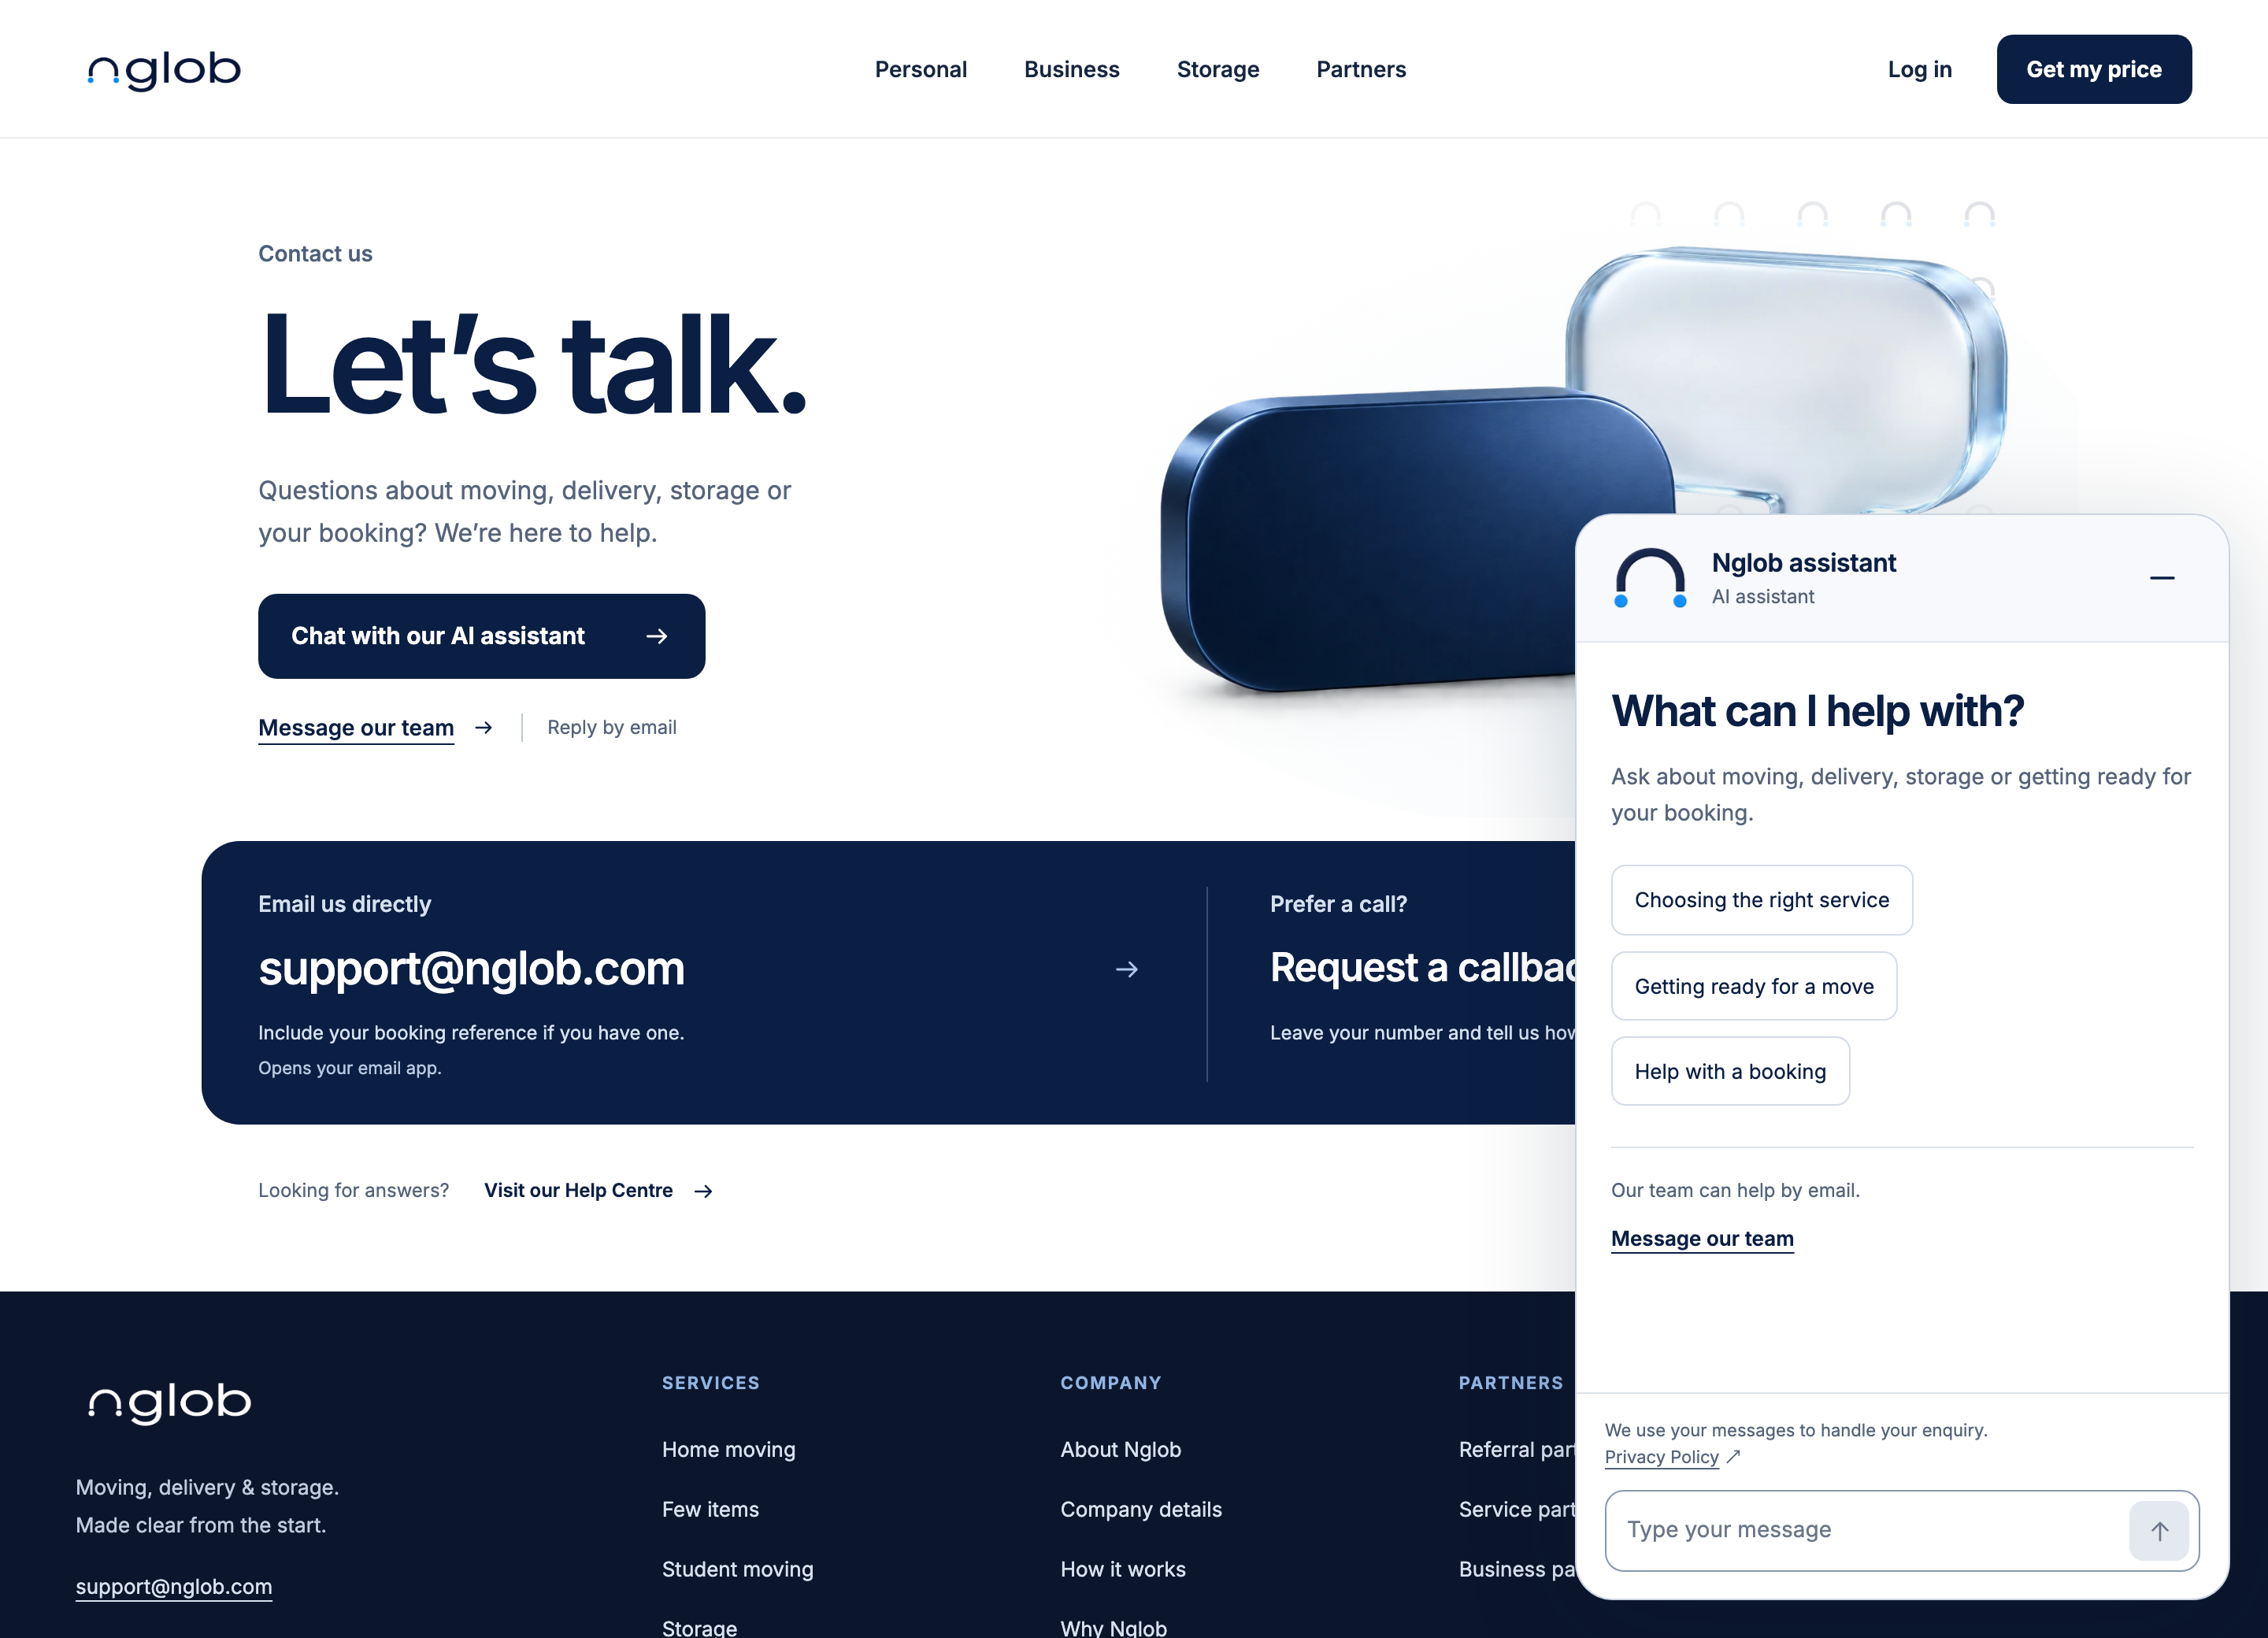 nglob
Personal
Business
Storage
Partners
Log in
Get my price
Contact us
Let’s talk.
Questions about moving, delivery, storage or
your booking? We’re here to help.
Chat with our AI assistant
Message our team
Reply by email
Email us directly
support@nglob.com
Include your booking reference if you have one.
Opens your email app.
Prefer a call?
Request a
Leave your number and tell us how
Looking for answers?
Visit our Help Centre
Nglob assistant
AI assistant
What can I help with?
Ask about moving, delivery, storage or getting ready for
your booking.
Choosing the right service
Getting ready for a move
Help with a booking
Our team can help by email.
Message our team
We use your messages to handle your enquiry.
Privacy Policy
Type your message
nglob
Moving, delivery & storage.
Made clear from the start.
support@nglob.com
SERVICES
Home moving
Few items
Student moving
Storage
COMPANY
About Nglob
Company details
How it works
Why Nglob
PARTNERS
Referral
Service
Business